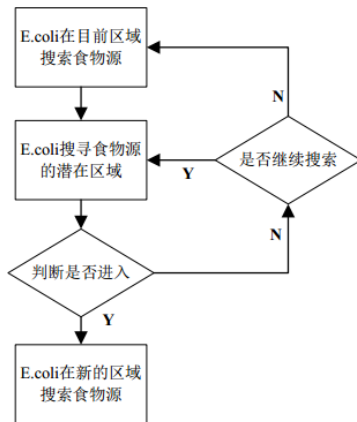 E.coli在目前区域
搜索食物源
N
E.coli搜寻食物源
的潜在区域
Y
是否继续搜索
N
判断是否进入
Y
E.coli在新的区域
搜索食物源